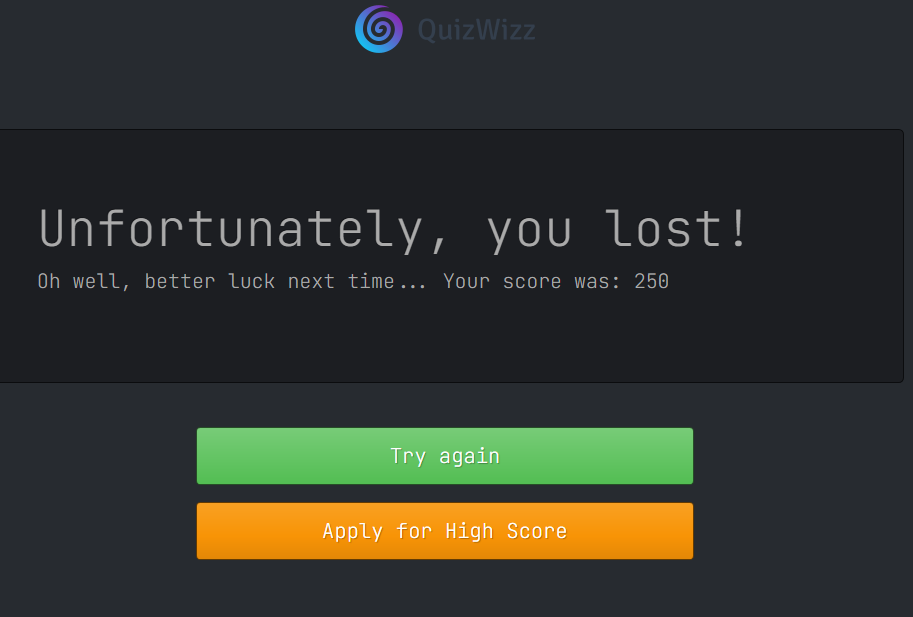 QuizWizz
Unfortunately, you lost!
Oh well, better luck next time... Your score was: 250
Try again
Apply for High Score